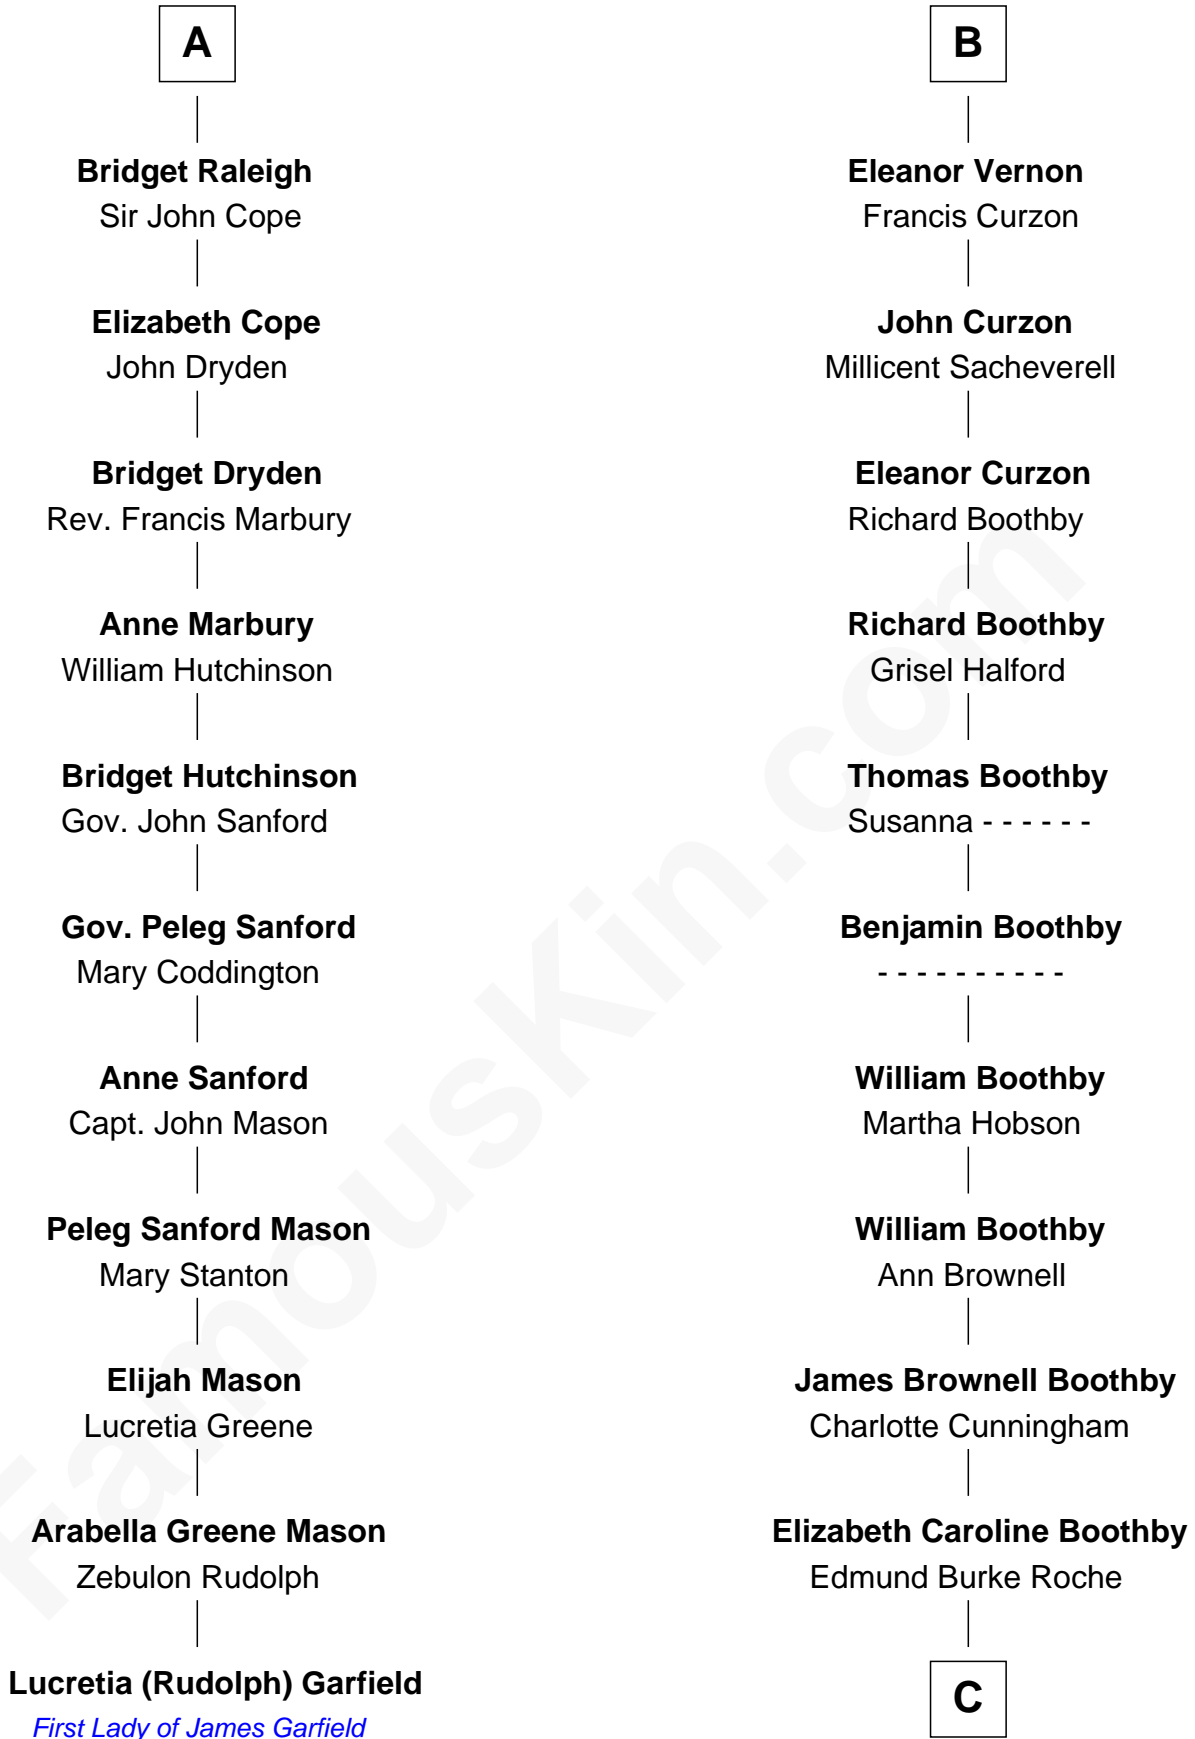 A
Bridget Raleigh
Sir John Cope
Elizabeth Cope
John Dryden
Bridget Dryden
Rev. Francis Marbury
Anne Marbury
William Hutchinson
Bridget Hutchinson
Gov. John Sanford
Gov. Peleg Sanford
Mary Coddington
Anne Sanford
Capt. John Mason
Peleg Sanford Mason
Mary Stanton
Elijah Mason
Lucretia Greene
Arabella Greene Mason
Zebulon Rudolph
Lucretia (Rudolph) Garfield
First Lady of James Garfield
B
Eleanor Vernon
Francis Curzon
John Curzon
Millicent Sacheverell
Eleanor Curzon
Richard Boothby
Richard Boothby
Grisel Halford
Thomas Boothby
Susanna - - - - - -
Benjamin Boothby
- - - - - - - - - -
William Boothby
Martha Hobson
William Boothby
Ann Brownell
James Brownell Boothby
Charlotte Cunningham
Elizabeth Caroline Boothby
Edmund Burke Roche
C
FamousKin.com